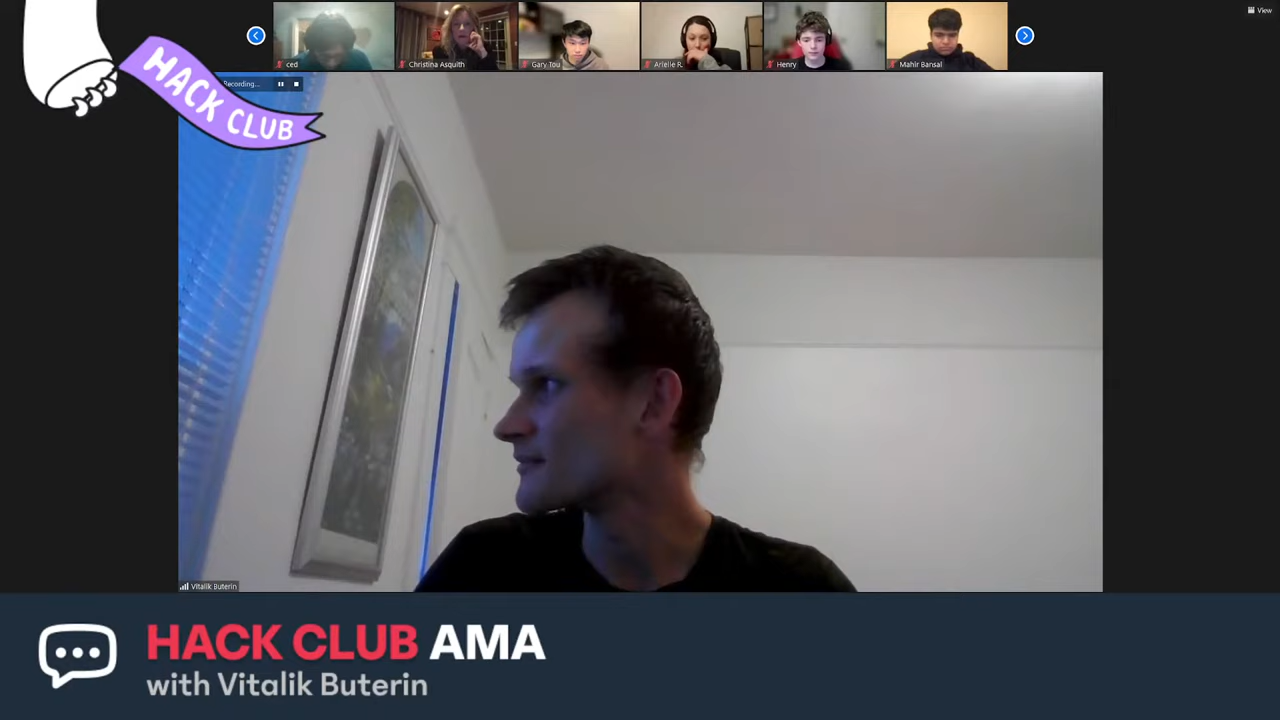 View
ced
Christina Asquith
Gary Tou
Arielle R.
Henry
Mahir Bansal
Recording...
HACK CLUB
Vitalik Buterin
HACK CLUB AMA
with Vitalik Buterin